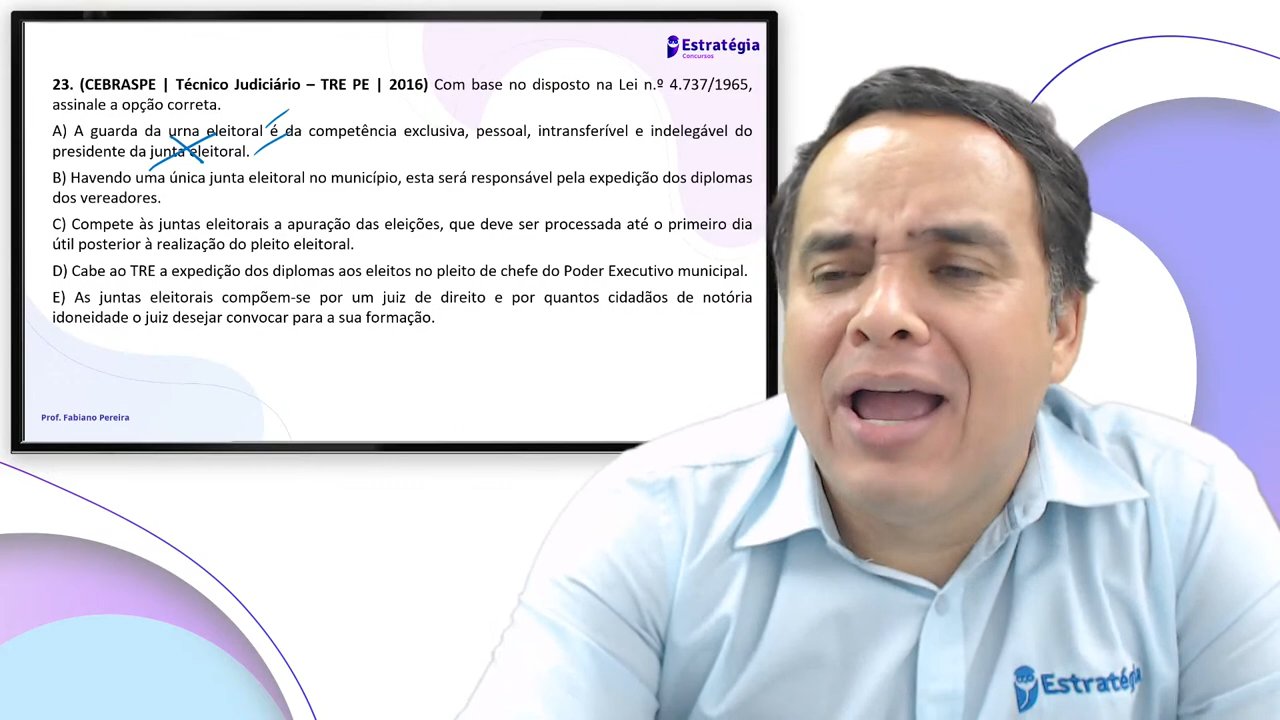 Estratégia
Concursos
23. (CEBRASPE | Técnico Judiciário – TRE PE | 2016) Com base no disposto na Lei n.º 4.737/1965,
assinale a opção correta.
A) A guarda da urna eleitoral é da competência exclusiva, pessoal, intransferível e indelegável do
presidente da junta eleitoral.
B) Havendo uma única junta eleitoral no município, esta será responsável pela expedição dos diplomas
dos vereadores.
C) Compete às juntas eleitorais a apuração das eleições, que deve ser processada até o primeiro dia
útil posterior à realização do pleito eleitoral.
D) Cabe ao TRE a expedição dos diplomas aos eleitos no pleito de chefe do Poder Executivo municipal.
E) As juntas eleitorais compõem-se por um juiz de direito e por quantos cidadãos de notória
idoneidade o juiz desejar convocar para a sua formação.
Prof. Fabiano Pereira
Estratégia